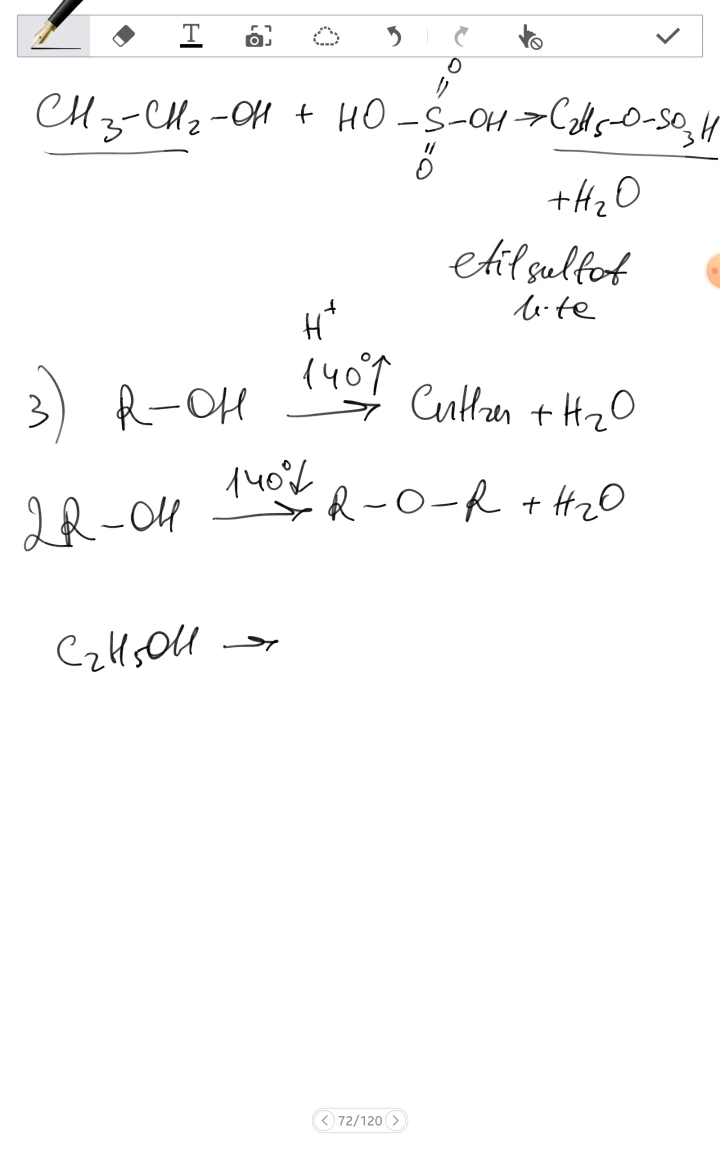 T
CH3-CH2-OH + HO-S-OH→C2H5-O-SO3H
O
O
+H2O
etilsulfat
k-te
H+
140°↑
3) R-OH → CnH2n + H2O
140°↓
2R-OH → R-O-R + H2O
C2H5OH →
72/120